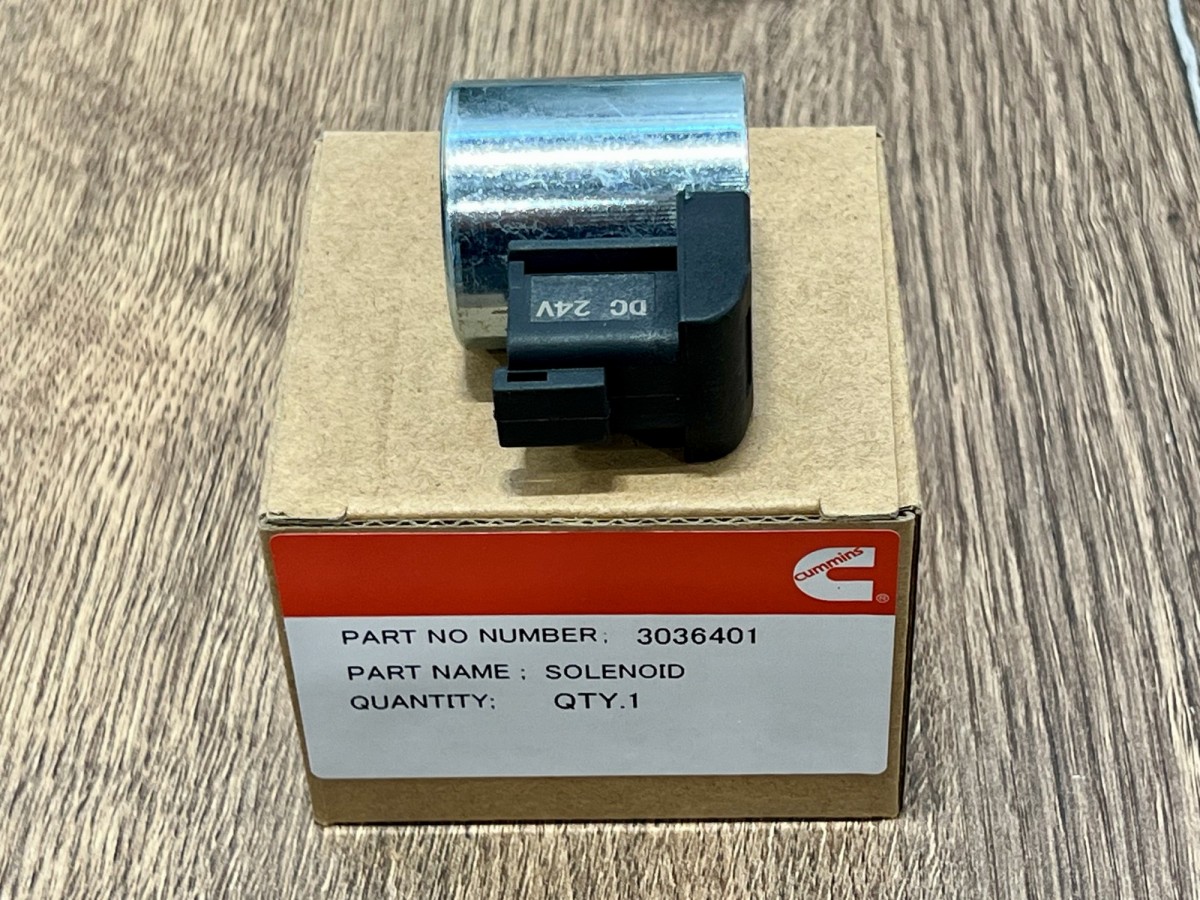 DC 24V
cummins
®
PART NO NUMBER; 3036401
PART NAME ; SOLENOID
QUANTITY; QTY.1